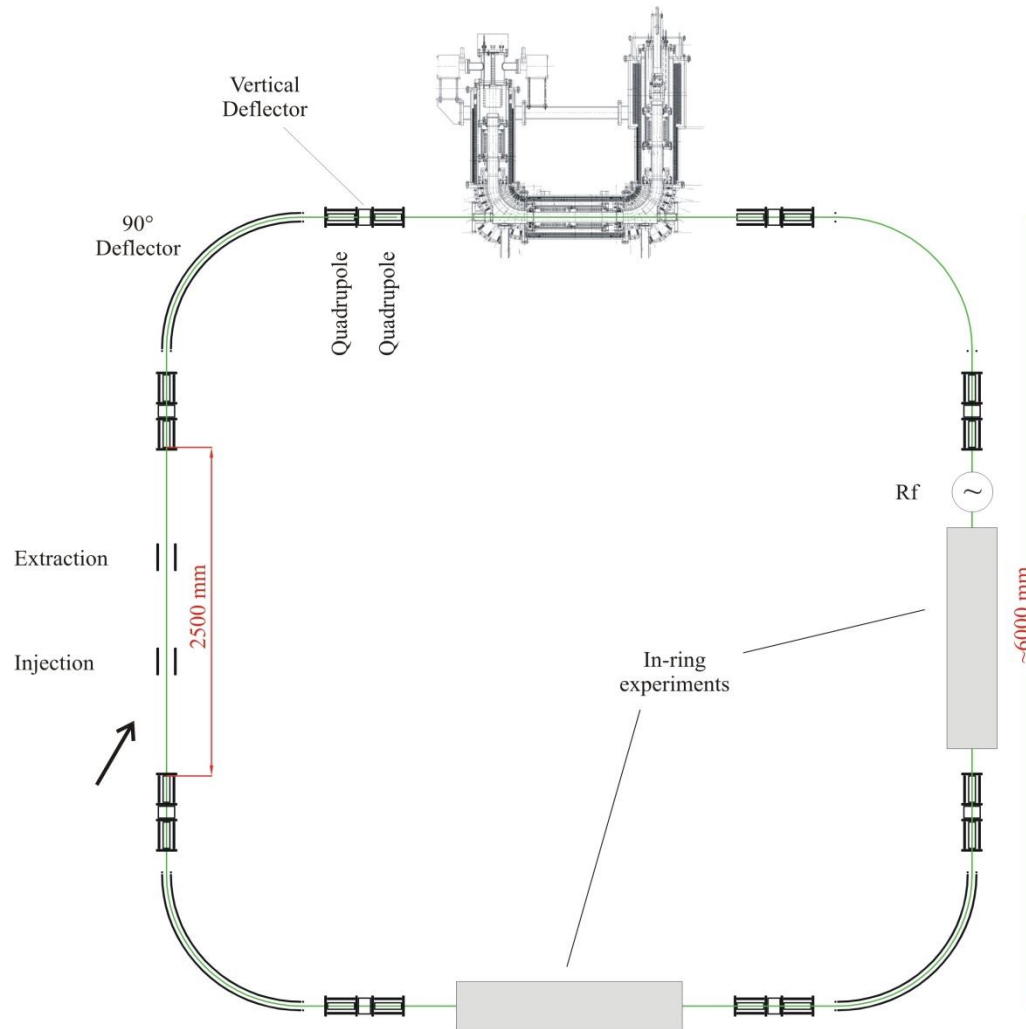 Vertical
Deflector
90°
Deflector
Quadrupole
Quadrupole
Rf
~
Extraction
2500 mm
Injection
In-ring
experiments
~6000 mm